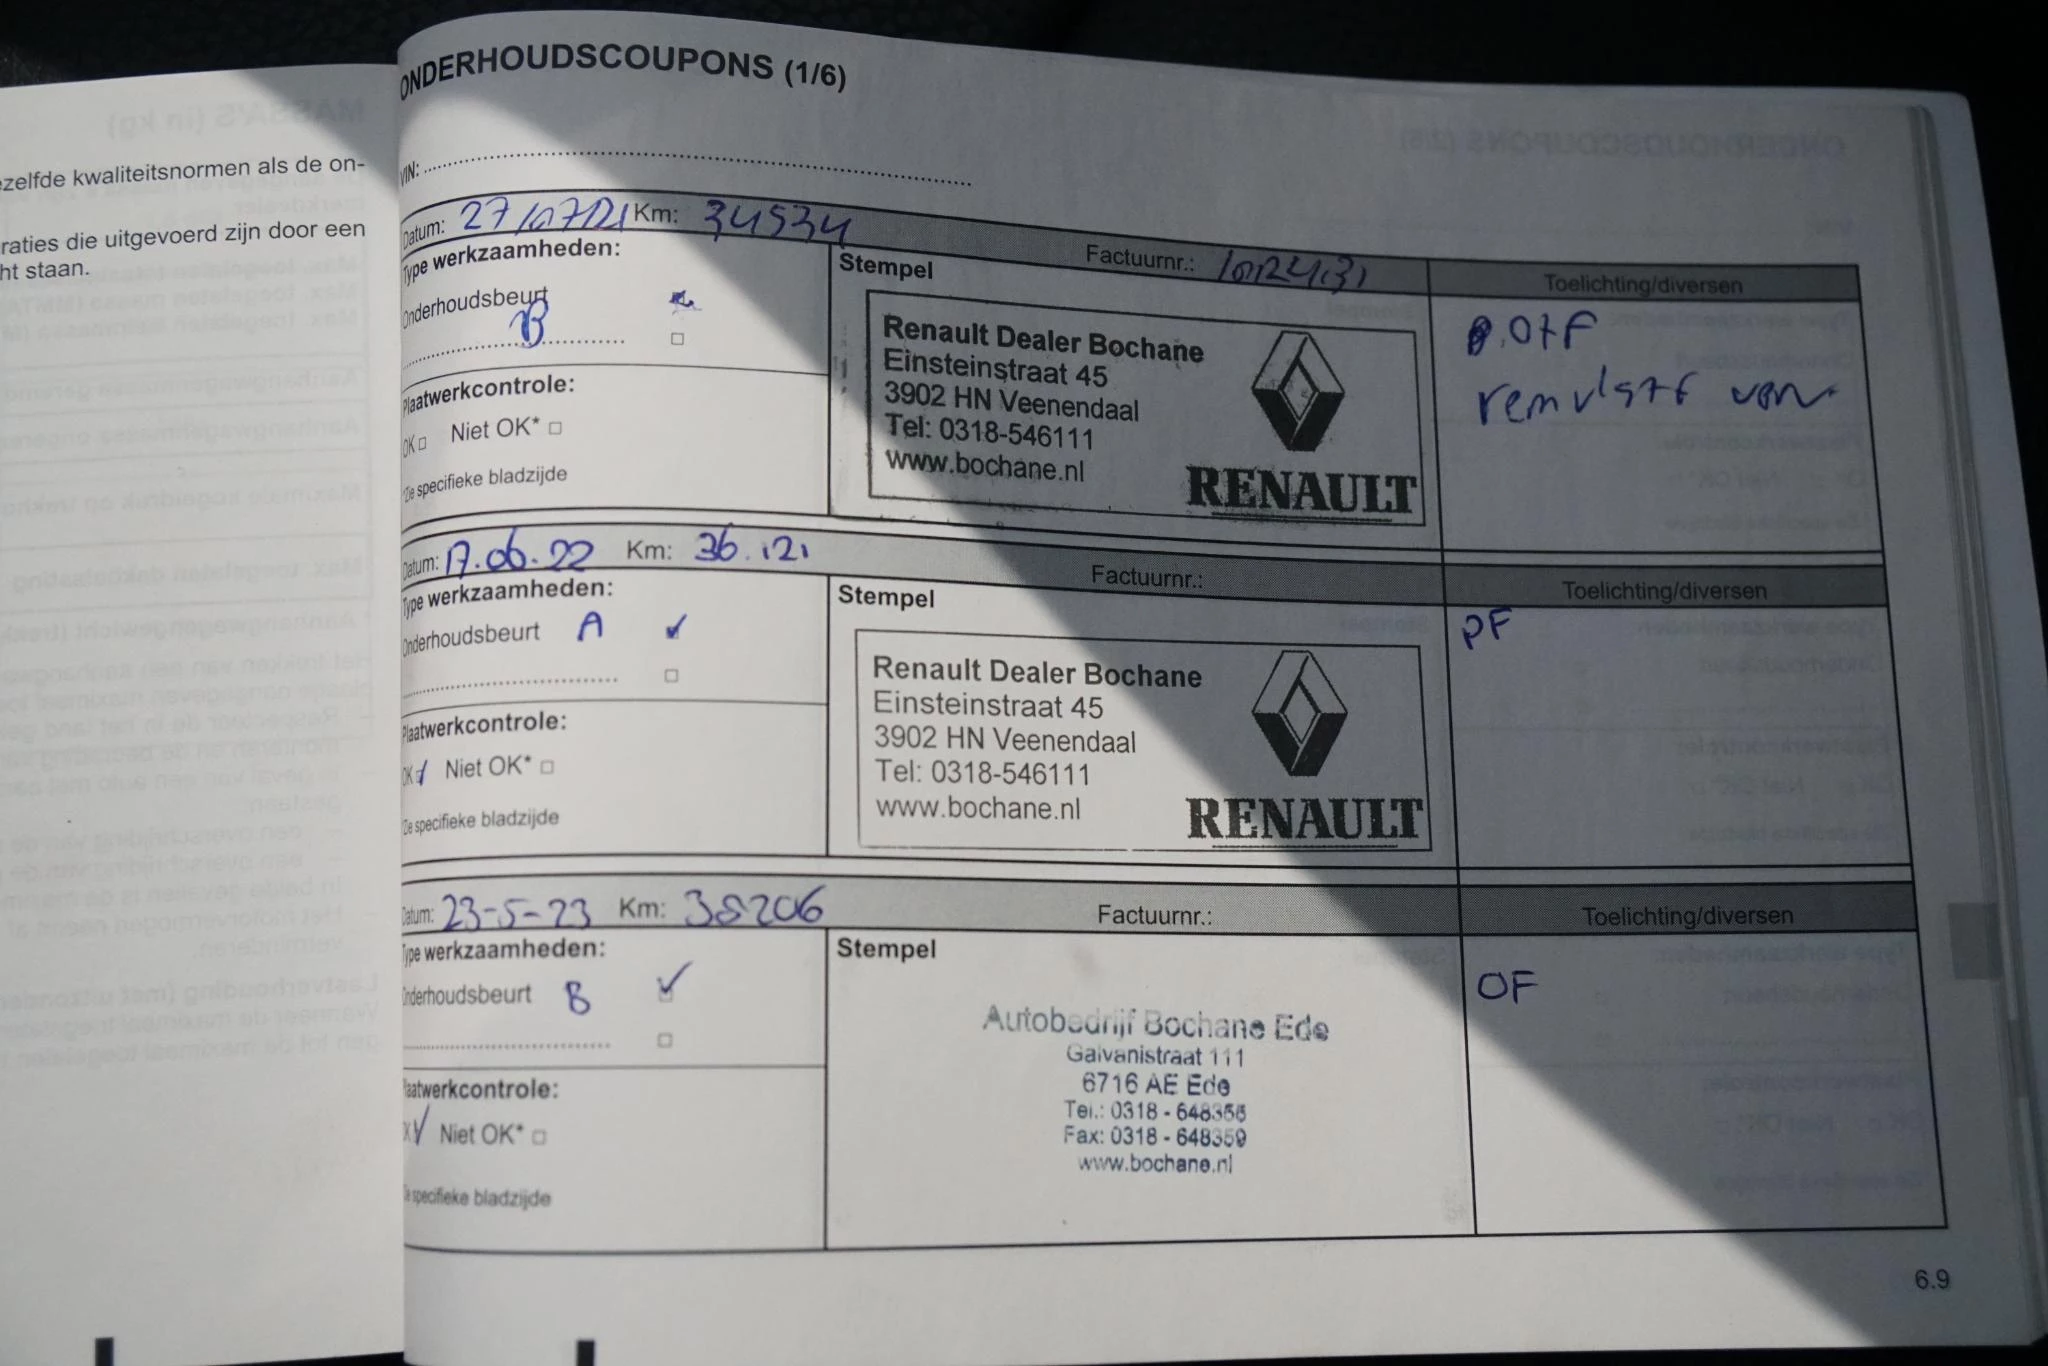 ezelfde kwaliteitsnormen als de on-
raties die uitgevoerd zijn door een
ht staan.
ONDERHOUDSCOUPONS (1/6)
VIN:
Datum: 27/07/21 Km: 34534 Factuurnr.: Toelichting/diversen
Type werkzaamheden:
Onderhoudsbeurt B
Plaatwerkcontrole:
OK Niet OK*
*Zie specifieke bladzijde
Stempel
Renault Dealer Bochane
Einsteinstraat 45
3902 HN Veenendaal
Tel: 0318-546111
www.bochane.nl
RENAULT
Datum: 17.06.22 Km: 36.121 Factuurnr.: Toelichting/diversen
Type werkzaamheden:
Onderhoudsbeurt A
Plaatwerkcontrole:
OK Niet OK*
*Zie specifieke bladzijde
Stempel
Renault Dealer Bochane
Einsteinstraat 45
3902 HN Veenendaal
Tel: 0318-546111
www.bochane.nl
RENAULT
PF
Datum: 23-5-23 Km: 38206 Factuurnr.: Toelichting/diversen
Type werkzaamheden:
Onderhoudsbeurt B
Plaatwerkcontrole:
Niet OK*
specifieke bladzijde
Stempel
Autobedrijf Bochane Ede
Galvanistraat 111
6716 AE Ede
Tel.: 0318 -
Fax: 0318 - 648359
www.bochane.nl
OF
6.9